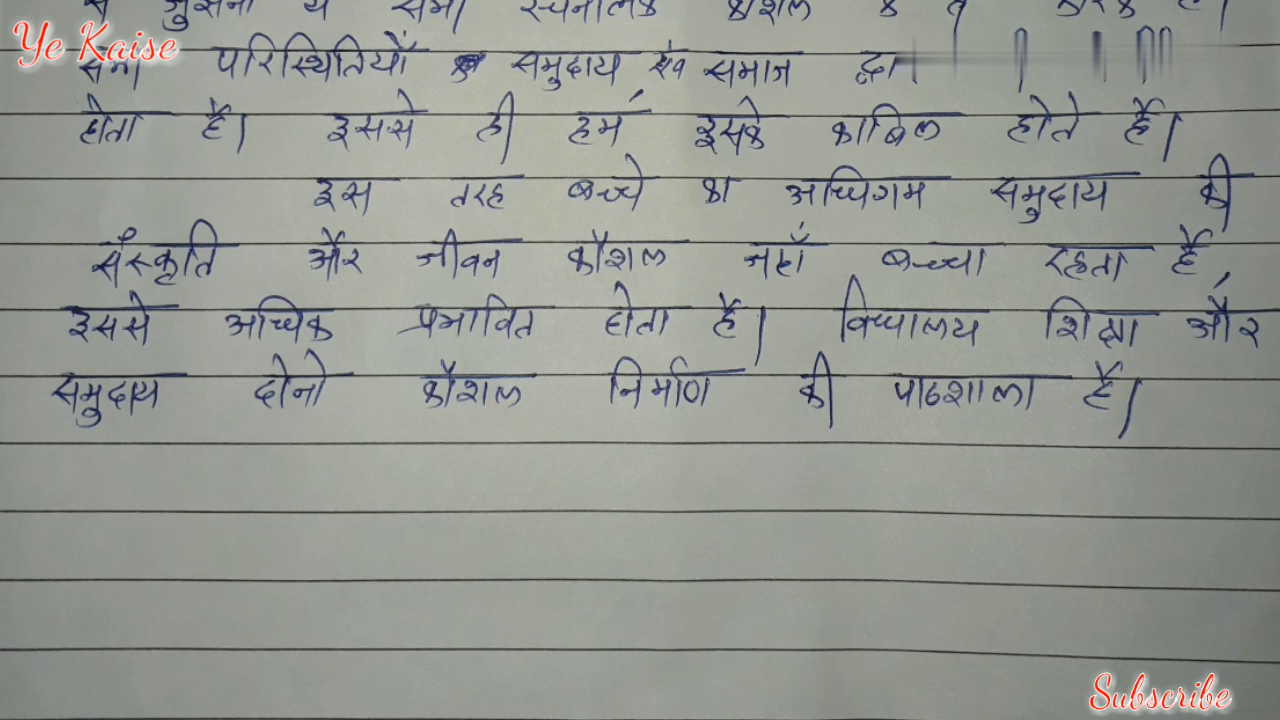 Ye Kaise
परिस्थितियों समुदाय एंव समाज
होता है। इससे ही हमें इसके काबिल होते हैं।
इस तरह बच्चे का अधिगम समुदाय की
संस्कृति और जीवन कौशल जहाँ बच्चा रहता है,
इससे अधिक प्रभावित होता है। विध्यालय शिक्षा और
समुदाय दोनो कौशल निर्माण की पाठशाला है।
Subscribe